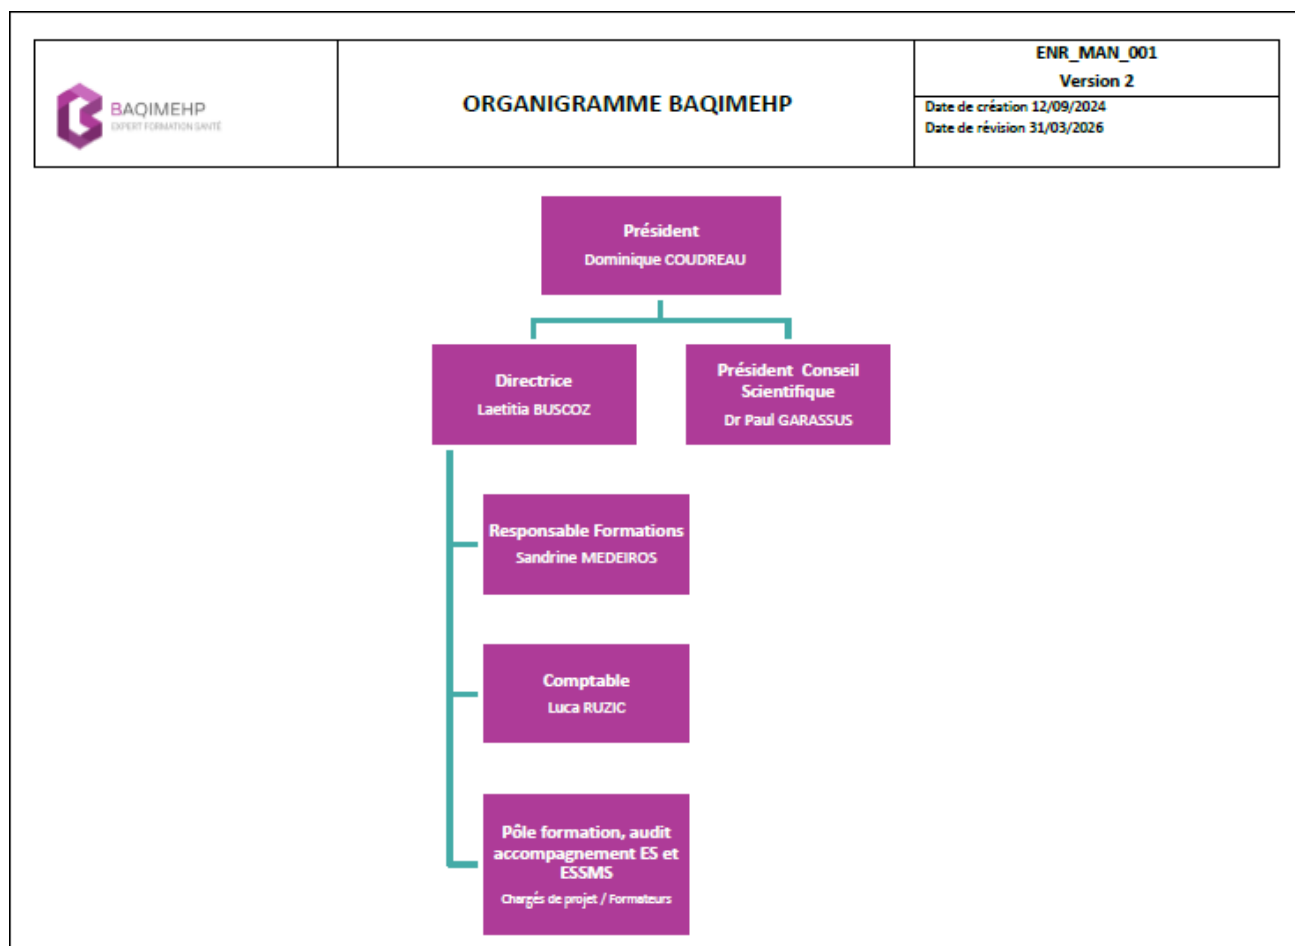 BAQIMEHP
EXPERT FORMATION SANTÉ
ORGANIGRAMME BAQIMEHP
ENR_MAN_001
Version 2
Date de création 12/09/2024
Date de révision 31/03/2026
Président
Dominique COUDREAU
Directrice
Laetitia BUSCOZ
Président Conseil
Scientifique
Dr Paul GARASSUS
Responsable Formations
Sandrine MEDEIROS
Comptable
Luca RUZIC
Pôle formation, audit
accompagnement ES et
ESSMS
Chargés de projet / Formateurs